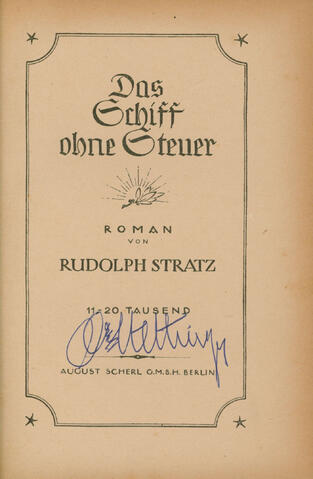 Das
Schiff
ohne Steuer
ROMAN
VON
RUDOLPH STRATZ
11-20 TAUSEND
AUGUST SCHERL G.M.B.H. BERLIN